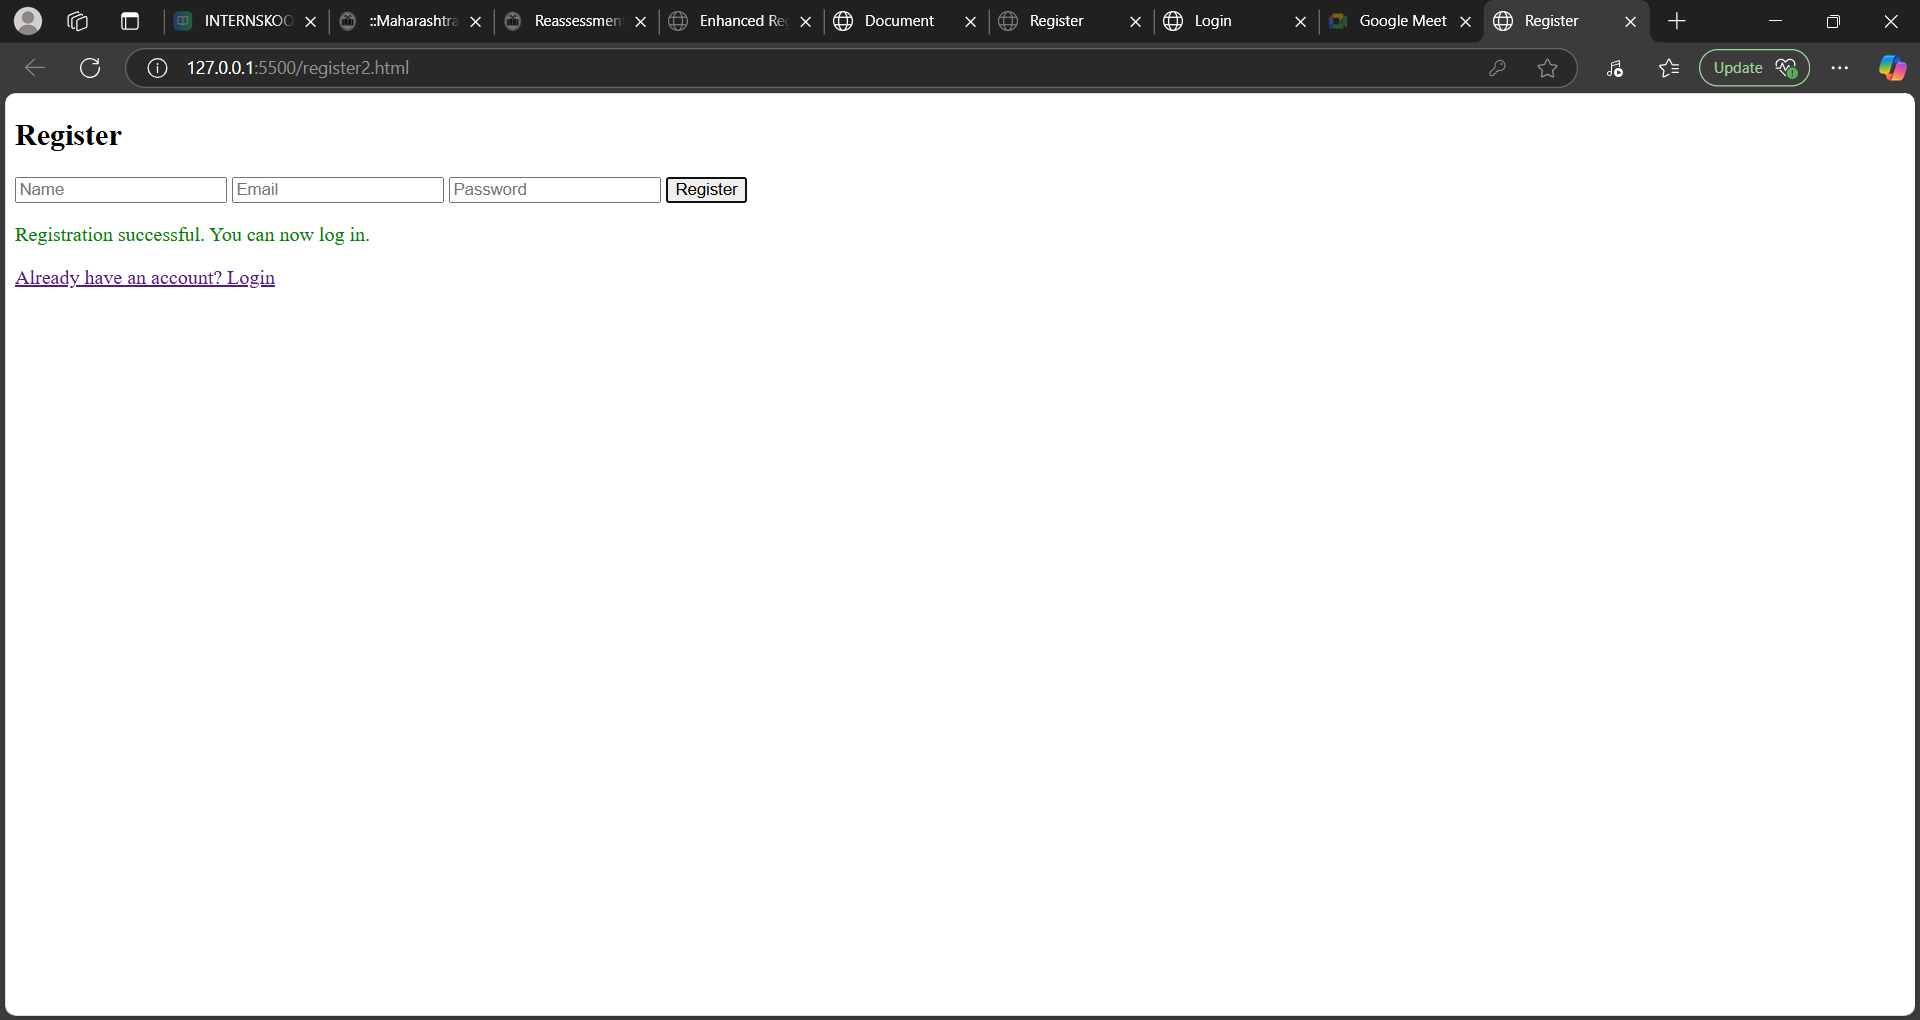 INTERNSKOO
::Maharashtra
Reassessmen
Enhanced Re
Document
Register
Login
Google Meet
Register
127.0.0.1:5500/register2.html
Update
Register
Name Email Password Register
Registration successful. You can now log in.
Already have an account? Login